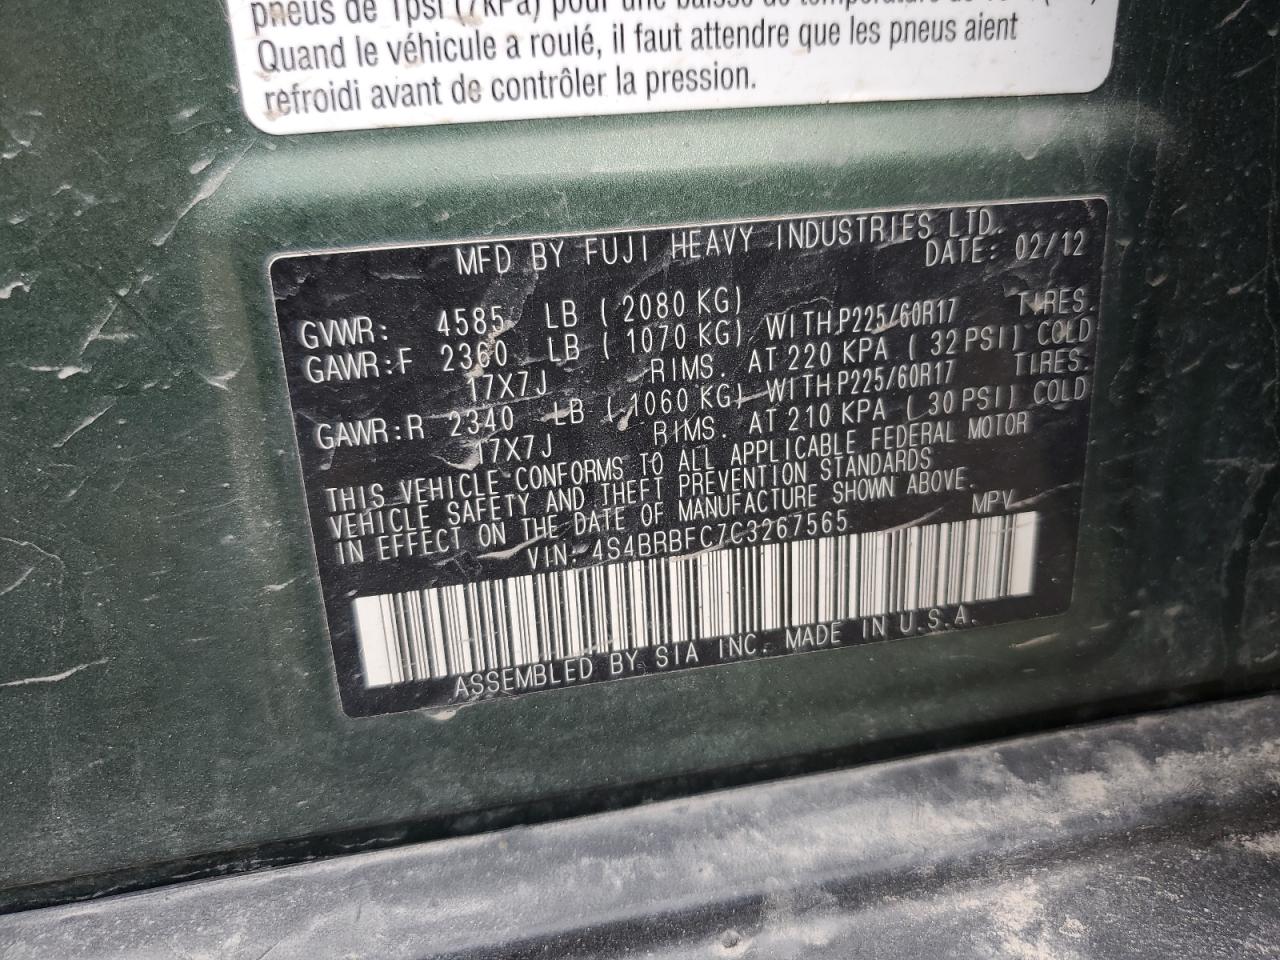 pneus de 1psi (7kPa) pour une baisse de température de
Quand le véhicule a roulé, il faut attendre que les pneus aient
refroidi avant de contrôler la pression.
MFD BY FUJI HEAVY INDUSTRIES LTD.
DATE: 02/12
GVWR: 4585 LB ( 2080 KG)
GAWR:F 2360 LB ( 1070 KG) WITH P225/60R17 TIRES.
17X7J RIMS. AT 220 KPA ( 32 PSI) COLD
GAWR:R 2340 LB ( 1060 KG) WITH P225/60R17 TIRES.
17X7J RIMS. AT 210 KPA ( 30 PSI) COLD
THIS VEHICLE CONFORMS TO ALL APPLICABLE FEDERAL MOTOR
VEHICLE SAFETY AND THEFT PREVENTION STANDARDS
IN EFFECT ON THE DATE OF MANUFACTURE SHOWN ABOVE.
VIN: 4S4BRBFC7C3267565 MPV
ASSEMBLED BY SIA INC. MADE IN U.S.A.